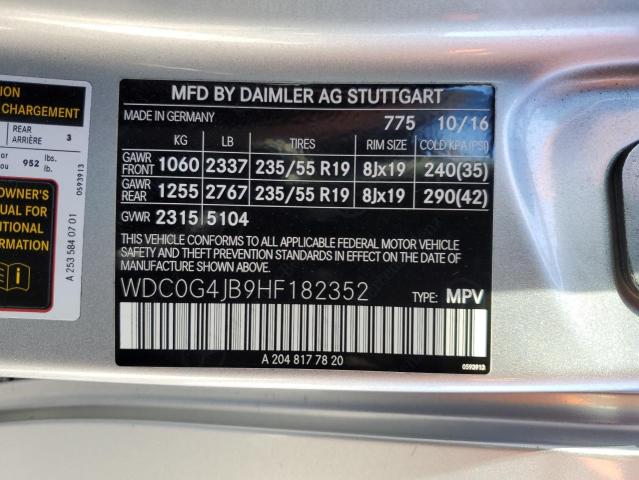 ION
CHARGEMENT
REAR
ARRIÈRE 3
or
ou 952 lbs.
lb.
OWNER'S
UAL FOR
ITIONAL
RMATION
A 253 584 07 01
0593913
MFD BY DAIMLER AG STUTTGART
MADE IN GERMANY 775 10/16
KG LB TIRES RIM SIZE COLD KPA(PSI)
GAWR
FRONT 1060 2337 235/55 R19 8Jx19 240(35)
GAWR
REAR 1255 2767 235/55 R19 8Jx19 290(42)
GVWR 2315 5104
THIS VEHICLE CONFORMS TO ALL APPLICABLE FEDERAL MOTOR VEHICLE
SAFETY AND THEFT PREVENTION STANDARDS IN EFFECT ON THE DATE OF
MANUFACTURE SHOWN ABOVE.
WDC0G4JB9HF182352 TYPE: MPV
A 204 817 78 20
0593913